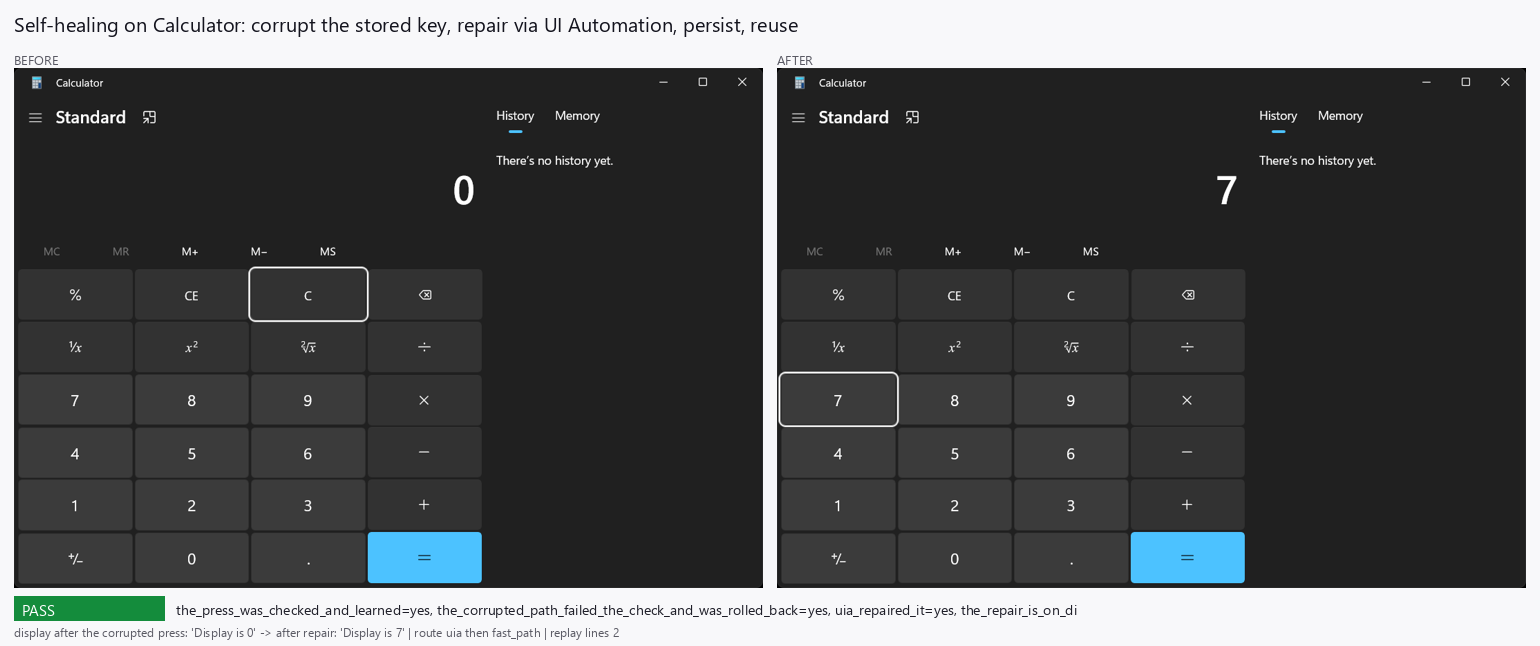 Self-healing on Calculator: corrupt the stored key, repair via UI Automation, persist, reuse
BEFORE
Calculator
Standard
History Memory
There's no history yet.
0
MC MR M+ M− MS
% CE C
¹/x x² ²√x ÷
7 8 9 ×
4 5 6 −
1 2 3 +
+/− 0 . =
AFTER
Calculator
Standard
History Memory
There's no history yet.
7
MC MR M+ M− MS
% CE C
¹/x x² ²√x ÷
7 8 9 ×
4 5 6 −
1 2 3 +
+/− 0 . =
PASS the_press_was_checked_and_learned=yes, the_corrupted_path_failed_the_check_and_was_rolled_back=yes, uia_repaired_it=yes, the_repair_is_on_di
display after the corrupted press: 'Display is 0' -> after repair: 'Display is 7' | route uia then fast_path | replay lines 2